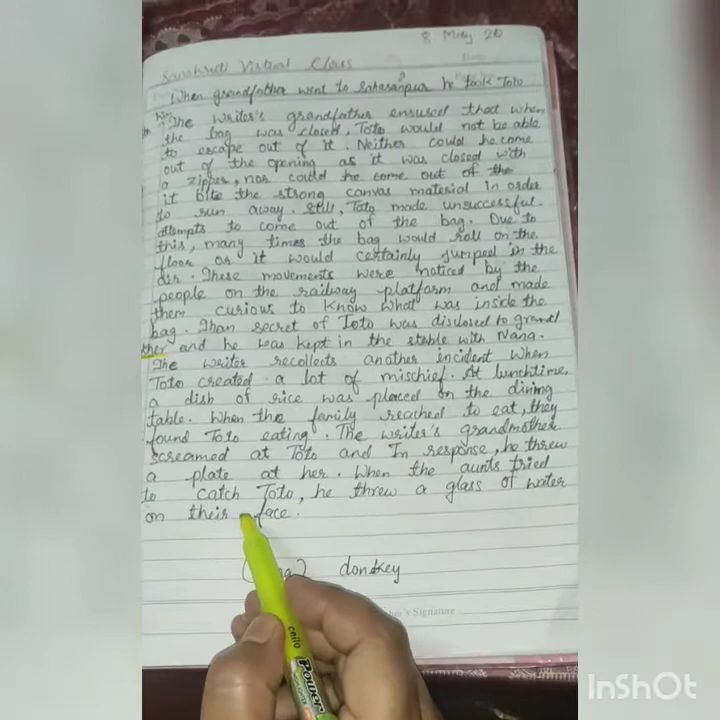 8 May 20
Sanskruti Virtual Class
When grandfather went to Saharanpur he took Toto
The writer's grandfather ensused that when
the bag was closed, Toto would not be able
to escape out of it. Neither could he come
out of the opening as it was closed with
a zipper, nor could he come out of the
it bite the strong canvas material in order
to run away. Still, Toto made unsuccessful
attempts to come out of the bag. Due to
this, many times the bag would roll on the
floor or it would certainly jumped in the
air. These movements were noticed by the
people on the railway platform and made
them curious to know what was inside the
bag. Than secret of Toto was disclosed to grand
ther and he was kept in the stable with Nana.
The writer recollects another incident when
Toto created a lot of mischief. At lunchtime,
a dish of rice was placed on the dining
table. When the family reached to eat, they
found Toto eating. The writer's grandmother
screamed at Toto and In response, he threw
a plate at her. When the aunts tried
to catch Toto, he threw a glass of water
on their face.
donkey
's Signature
cello
Power
InShOt